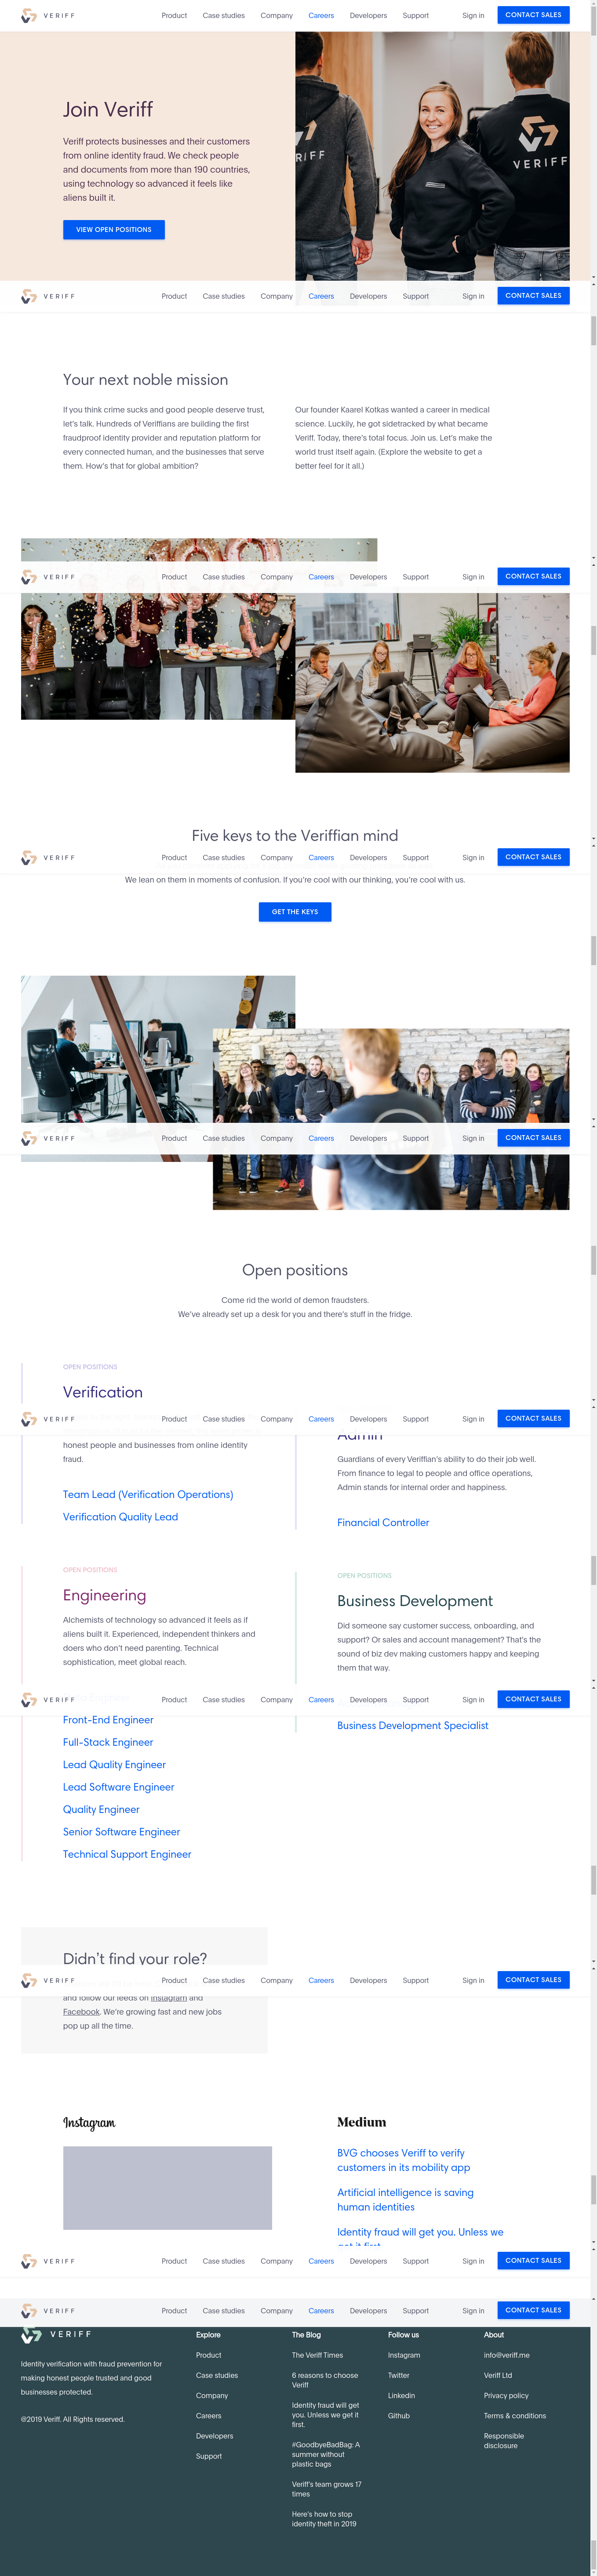 VERIFF Product Case studies Company Careers Developers Support Sign in CONTACT SALES
Join Veriff
Veriff protects businesses and their customers
from online identity fraud. We check people
and documents from more than 190 countries,
using technology so advanced it feels like
aliens built it.
VIEW OPEN POSITIONS
VERIFF
VERIFF Product Case studies Company Careers Developers Support Sign in CONTACT SALES
Your next noble mission
If you think crime sucks and good people deserve trust,
let's talk. Hundreds of Veriffians are building the first
fraudproof identity provider and reputation platform for
every connected human, and the businesses that serve
them. How's that for global ambition?
Our founder Kaarel Kotkas wanted a career in medical
science. Luckily, he got sidetracked by what became
Veriff. Today, there's total focus. Join us. Let's make the
world trust itself again. (Explore the website to get a
better feel for it all.)
VERIFF Product Case studies Company Careers Developers Support Sign in CONTACT SALES
Five keys to the Veriffian mind
VERIFF Product Case studies Company Careers Developers Support Sign in CONTACT SALES
We lean on them in moments of confusion. If you're cool with our thinking, you're cool with us.
GET THE KEYS
VERIFF Product Case studies Company Careers Developers Support Sign in CONTACT SALES
Open positions
Come rid the world of demon fraudsters.
We've already set up a desk for you and there's stuff in the fridge.
OPEN POSITIONS
Verification
VERIFF Product Case studies Company Careers Developers Support Sign in CONTACT SALES
honest people and businesses from online identity
fraud.
Team Lead (Verification Operations)
Verification Quality Lead
Admin
Guardians of every Veriffian's ability to do their job well.
From finance to legal to people and office operations,
Admin stands for internal order and happiness.
Financial Controller
OPEN POSITIONS
Engineering
Alchemists of technology so advanced it feels as if
aliens built it. Experienced, independent thinkers and
doers who don't need parenting. Technical
sophistication, meet global reach.
OPEN POSITIONS
Business Development
Did someone say customer success, onboarding, and
support? Or sales and account management? That's the
sound of biz dev making customers happy and keeping
them that way.
VERIFF Product Case studies Company Careers Developers Support Sign in CONTACT SALES
Front-End Engineer
Full-Stack Engineer
Lead Quality Engineer
Lead Software Engineer
Quality Engineer
Senior Software Engineer
Technical Support Engineer
Business Development Specialist
Didn't find your role?
VERIFF Product Case studies Company Careers Developers Support Sign in CONTACT SALES
and follow our feeds on Instagram and
Facebook. We're growing fast and new jobs
pop up all the time.
Instagram
Medium
BVG chooses Veriff to verify
customers in its mobility app
Artificial intelligence is saving
human identities
Identity fraud will get you. Unless we
get it first
VERIFF Product Case studies Company Careers Developers Support Sign in CONTACT SALES
VERIFF Product Case studies Company Careers Developers Support Sign in CONTACT SALES
VERIFF
Identity verification with fraud prevention for
making honest people trusted and good
businesses protected.
@2019 Veriff. All Rights reserved.
Explore
Product
Case studies
Company
Careers
Developers
Support
The Blog
The Veriff Times
6 reasons to choose
Veriff
Identity fraud will get
you. Unless we get it
first.
#GoodbyeBadBag: A
summer without
plastic bags
Veriff's team grows 17
times
Here's how to stop
identity theft in 2019
Follow us
Instagram
Twitter
Linkedin
Github
About
info@veriff.me
Veriff Ltd
Privacy policy
Terms & conditions
Responsible
disclosure